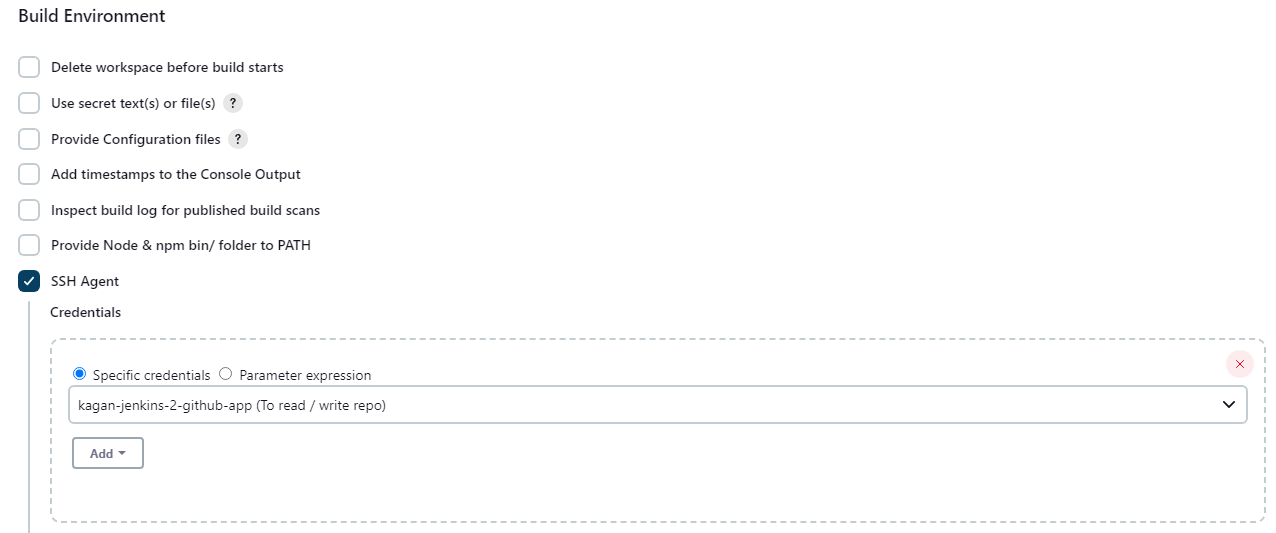 Build Environment
Delete workspace before build starts
Use secret text(s) or file(s) ?
Provide Configuration files ?
Add timestamps to the Console Output
Inspect build log for published build scans
Provide Node & npm bin/ folder to PATH
SSH Agent
Credentials
Specific credentials Parameter expression
kagan-jenkins-2-github-app (To read / write repo)
Add